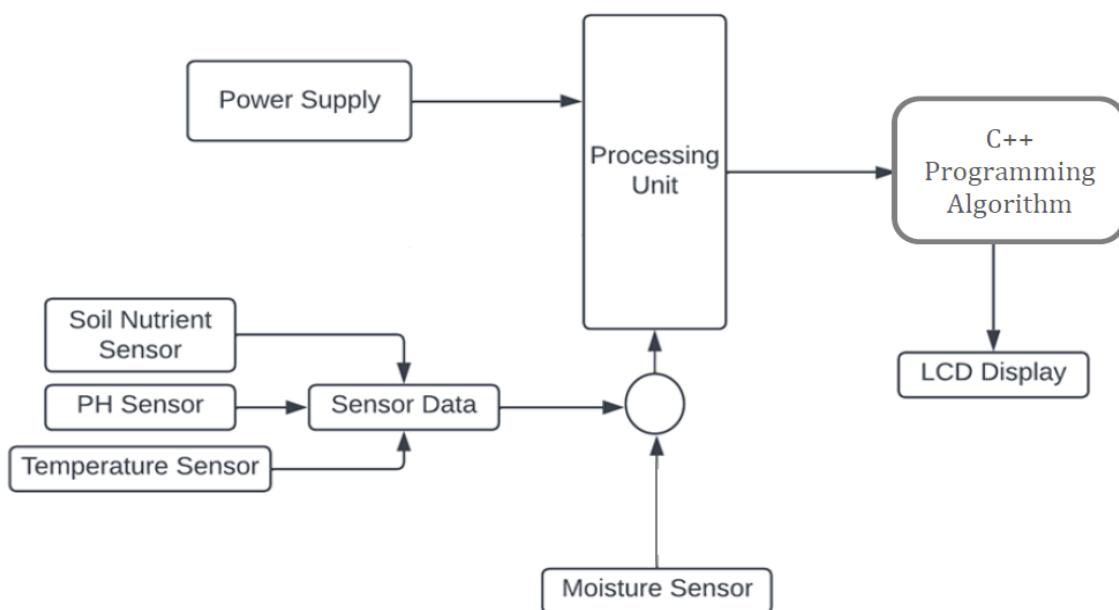 Power Supply
Processing
Unit
C++
Programming
Algorithm
Soil Nutrient
Sensor
PH Sensor
Sensor Data
Temperature Sensor
LCD Display
Moisture Sensor